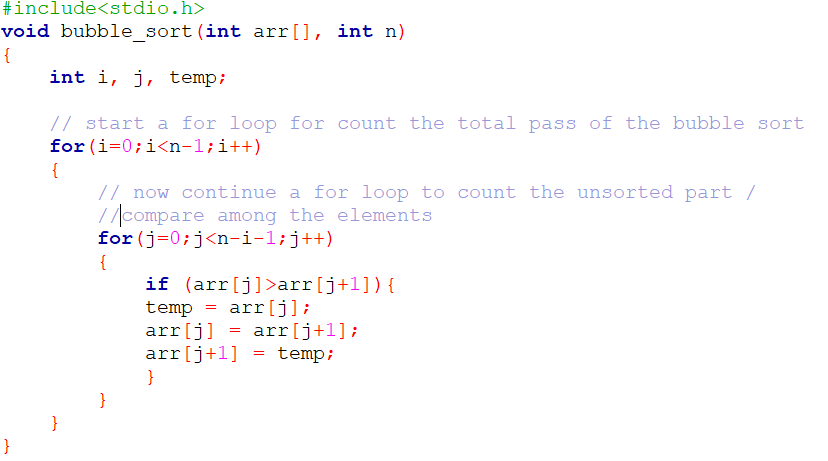 #include<stdio.h>
void bubble_sort(int arr[], int n)
{
    int i, j, temp;

    // start a for loop for count the total pass of the bubble sort
    for(i=0;i<n-1;i++)
    {
        // now continue a for loop to count the unsorted part /
        //compare among the elements
        for(j=0;j<n-i-1;j++)
        {
            if (arr[j]>arr[j+1]){
            temp = arr[j];
            arr[j] = arr[j+1];
            arr[j+1] = temp;
            }
        }
    }
}